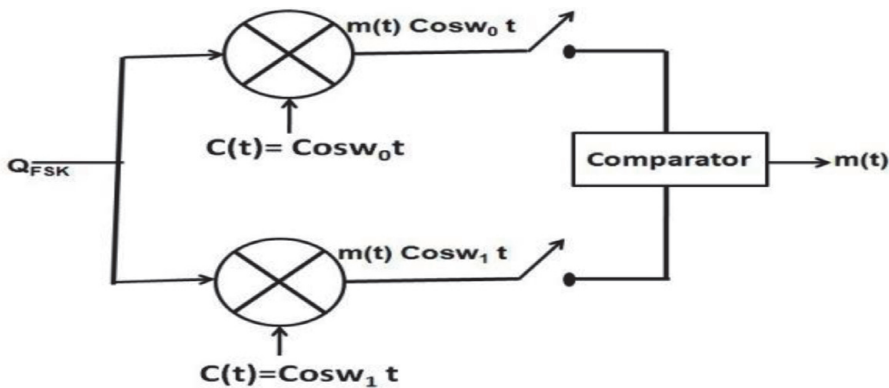 m(t) Cosw₀ t
C(t)= Cosw₀t
Q_FSK
Comparator
m(t)
m(t) Cosw₁ t
C(t)=Cosw₁ t